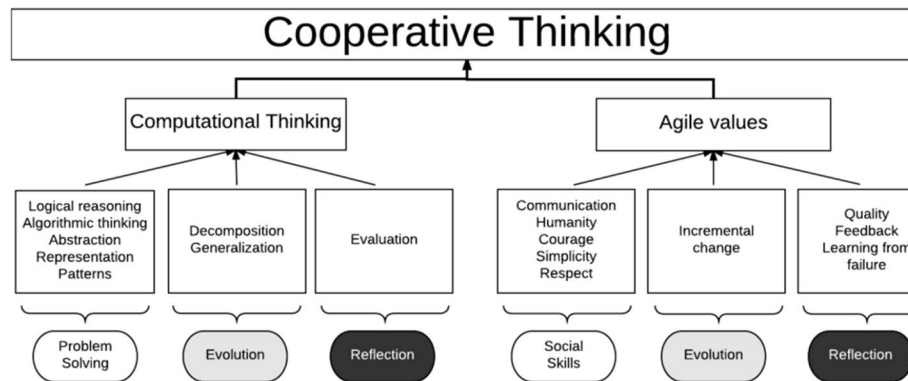 Cooperative Thinking
Computational Thinking
Agile values
Logical reasoning
Algorithmic thinking
Abstraction
Representation
Patterns
Decomposition
Generalization
Evaluation
Communication
Humanity
Courage
Simplicity
Respect
Incremental
change
Quality
Feedback
Learning from
failure
Problem
Solving
Evolution
Reflection
Social
Skills
Evolution
Reflection